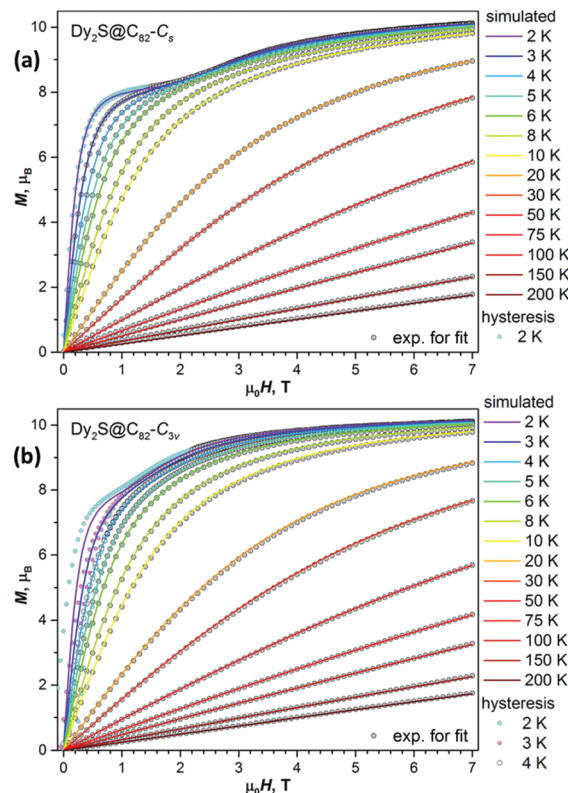 (a)
Dy₂S@C₈₂-Cₛ
M, μ_B
10
8
6
4
2
0
0 1 2 3 4 5 6 7
μ₀H, T
exp. for fit
simulated
2 K
3 K
4 K
5 K
6 K
8 K
10 K
20 K
30 K
50 K
75 K
100 K
150 K
200 K
hysteresis
2 K
(b)
Dy₂S@C₈₂-C₃ᵥ
M, μ_B
10
8
6
4
2
0
0 1 2 3 4 5 6 7
μ₀H, T
exp. for fit
simulated
2 K
3 K
4 K
5 K
6 K
8 K
10 K
20 K
30 K
50 K
75 K
100 K
150 K
200 K
hysteresis
2 K
3 K
4 K